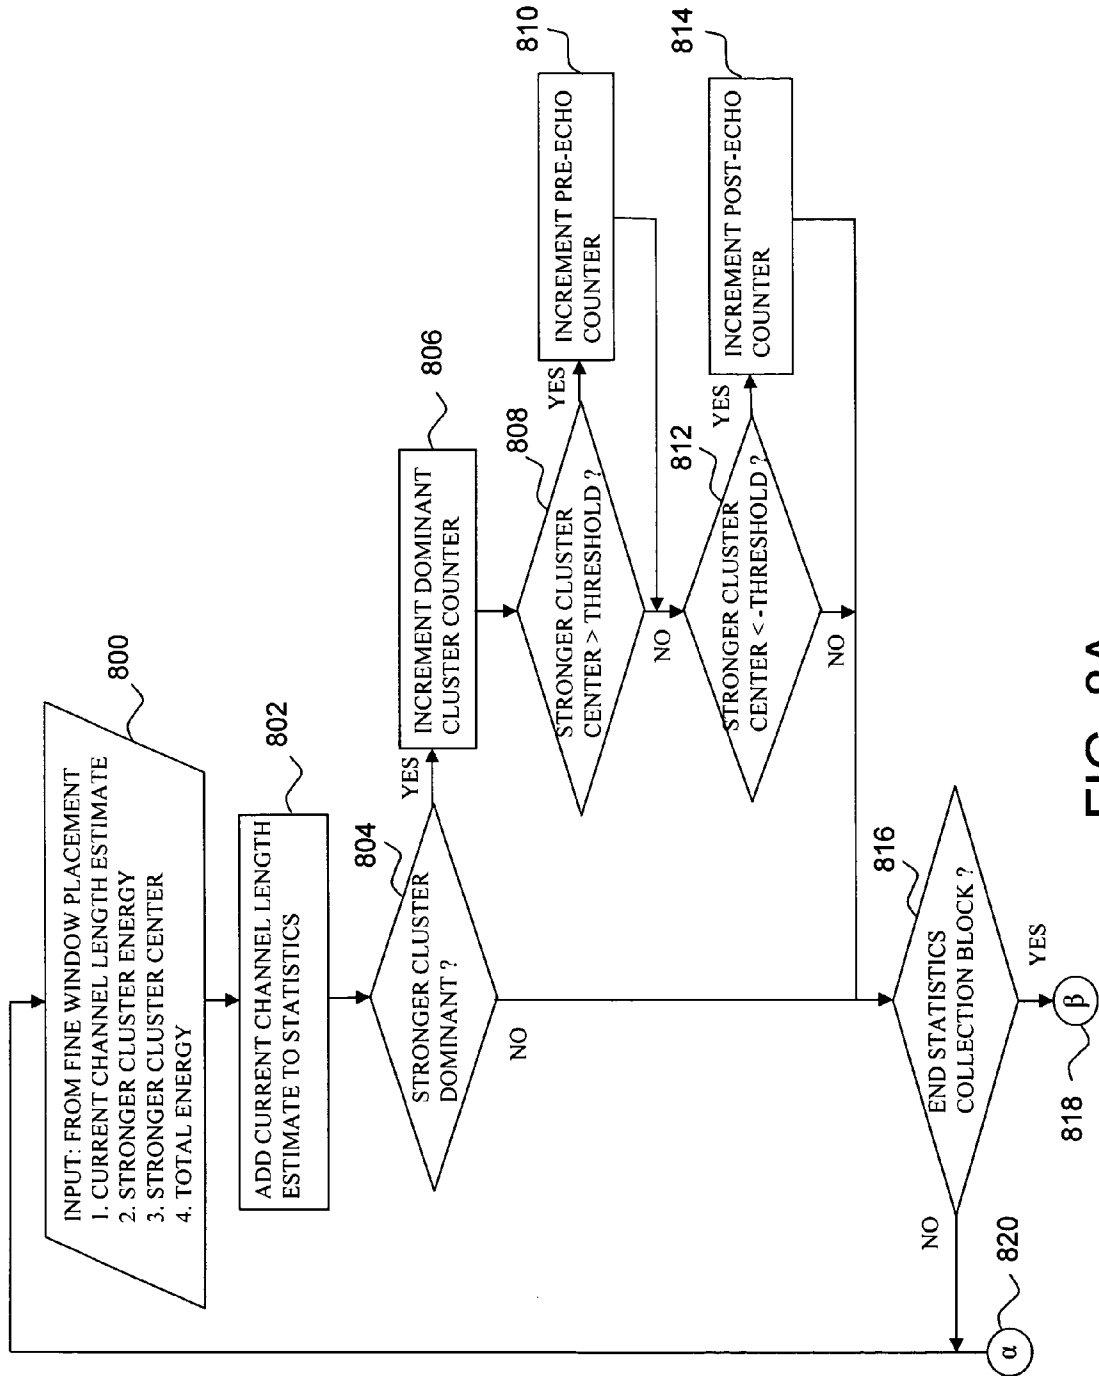 800
INPUT: FROM FINE WINDOW PLACEMENT
1. CURRENT CHANNEL LENGTH ESTIMATE
2. STRONGER CLUSTER ENERGY
3. STRONGER CLUSTER CENTER
4. TOTAL ENERGY
802
ADD CURRENT CHANNEL LENGTH
ESTIMATE TO STATISTICS
804
STRONGER CLUSTER
DOMINANT ?
YES
NO
806
INCREMENT DOMINANT
CLUSTER COUNTER
808
STRONGER CLUSTER
CENTER > THRESHOLD ?
YES
NO
810
INCREMENT PRE-ECHO
COUNTER
812
STRONGER CLUSTER
CENTER < -THRESHOLD ?
YES
NO
814
INCREMENT POST-ECHO
COUNTER
816
END STATISTICS
COLLECTION BLOCK ?
NO
YES
α
820
β
818
FIG. 8A